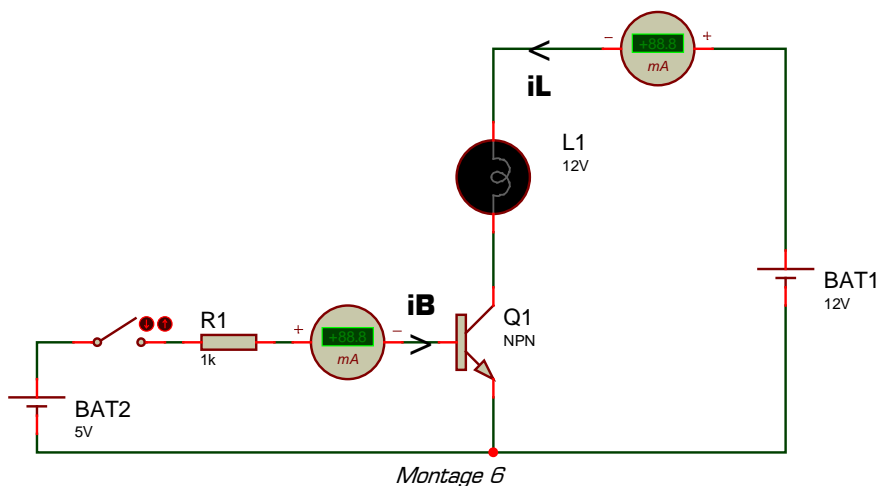 − +88.8 +
mA
iL
L1
12V
BAT1
12V
R1
1k
+ +88.8 −
mA
iB
Q1
NPN
BAT2
5V
Montage 6